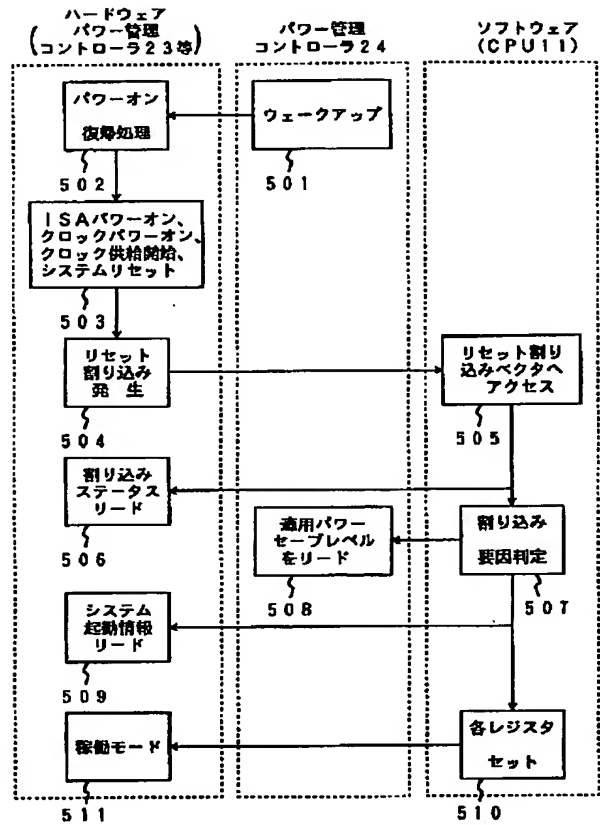 ハードウェア
パワー管理
(コントローラ23等)
パワー管理
コントローラ24
ソフトウェア
(CPU11)
パワーオン
復帰処理
502
ウェークアップ
501
ISAパワーオン、
クロックパワーオン、
クロック供給開始、
システムリセット
503
リセット
割り込み
発 生
504
リセット割り
込みベクタへ
アクセス
505
割り込み
ステータス
リード
506
適用パワー
セーブレベル
をリード
508
割り込み
要因判定
507
システム
起動情報
リード
509
稼働モード
511
各レジスタ
セット
510